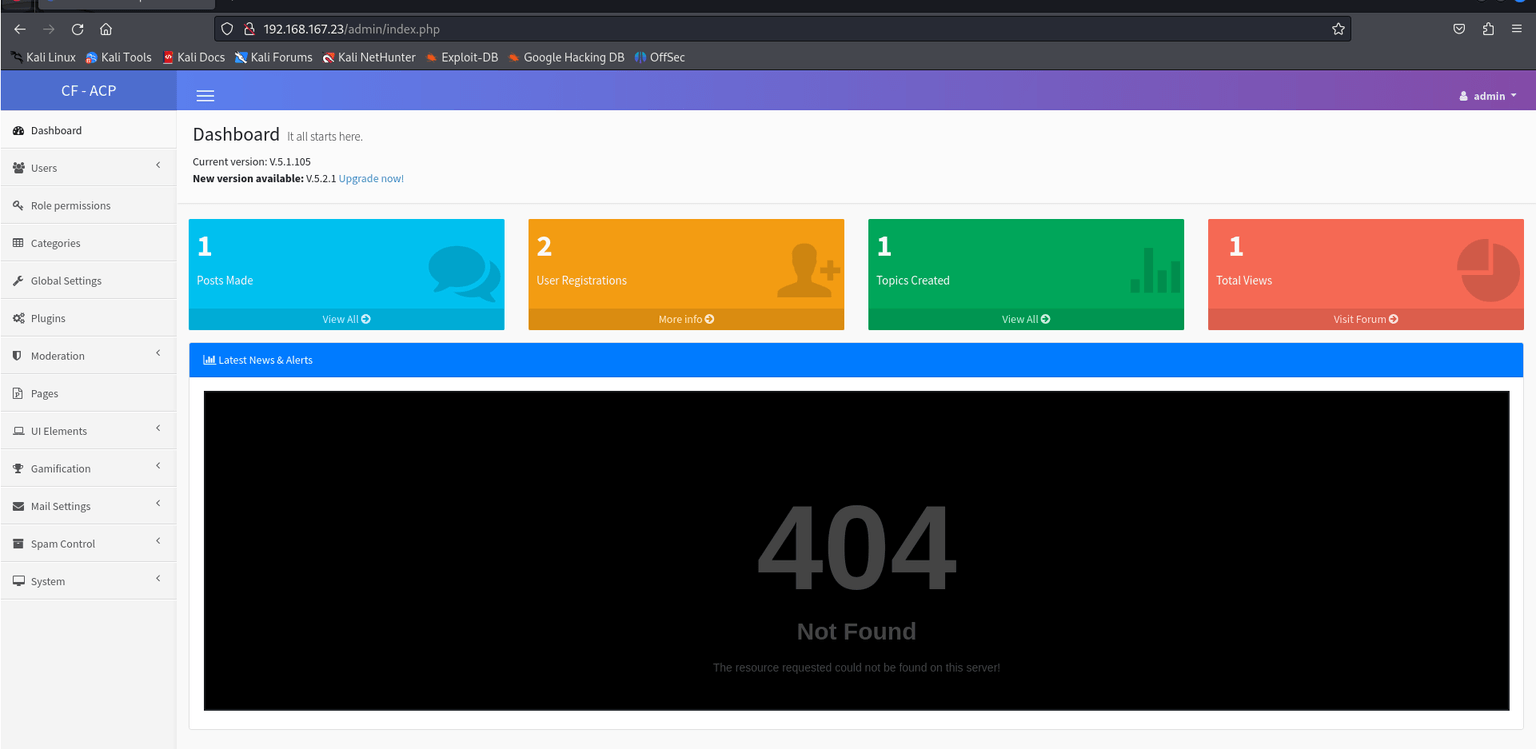 192.168.167.23/admin/index.php
Kali Linux Kali Tools Kali Docs Kali Forums Kali NetHunter Exploit-DB Google Hacking DB OffSec
CF - ACP
admin
Dashboard
Users
Role permissions
Categories
Global Settings
Plugins
Moderation
Pages
UI Elements
Gamification
Mail Settings
Spam Control
System
Dashboard It all starts here.
Current version: V.5.1.105
New version available: V.5.2.1 Upgrade now!
1
Posts Made
View All
2
User Registrations
More info
1
Topics Created
View All
1
Total Views
Visit Forum
Latest News & Alerts
404
Not Found
The resource requested could not be found on this server!